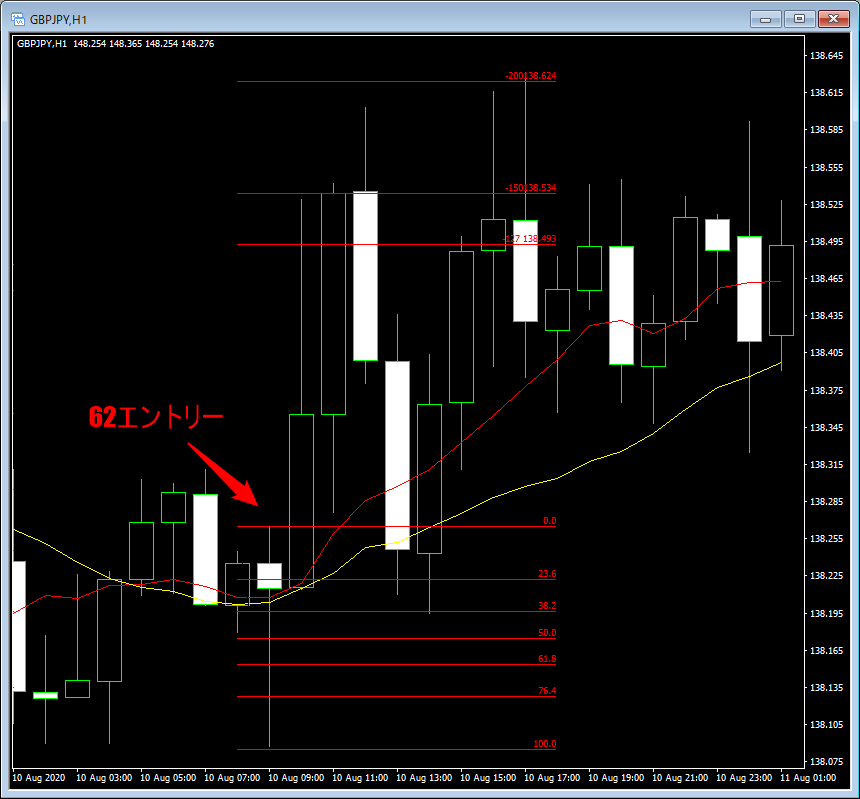 GBPJPY,H1
GBPJPY,H1 148.254 148.365 148.254 148.276
138.645
138.615
138.585
138.555
138.525
138.495
138.465
138.435
138.405
138.375
138.345
138.315
138.285
138.255
138.225
138.195
138.165
138.135
138.105
138.075
-200138.624
-150138.534
-127 138.493
62エントリー
0.0
23.6
38.2
50.0
61.8
76.4
100.0
10 Aug 2020
10 Aug 03:00
10 Aug 05:00
10 Aug 07:00
10 Aug 09:00
10 Aug 11:00
10 Aug 13:00
10 Aug 15:00
10 Aug 17:00
10 Aug 19:00
10 Aug 21:00
10 Aug 23:00
11 Aug 01:00